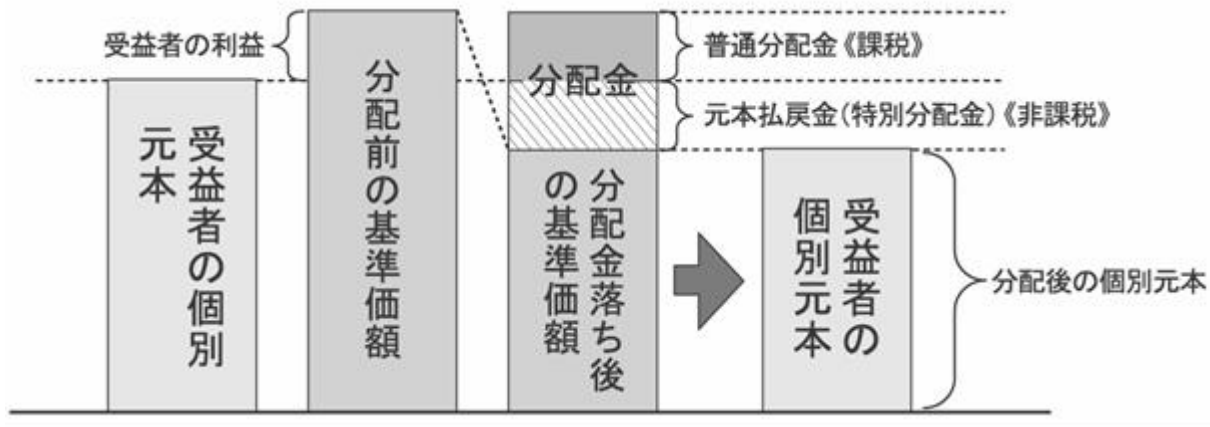 受益者の利益
受益者の個別
元本
分配前の基準価額
分配金
分配金落ち後
の基準価額
普通分配金《課税》
元本払戻金(特別分配金)《非課税》
受益者の
個別元本
分配後の個別元本